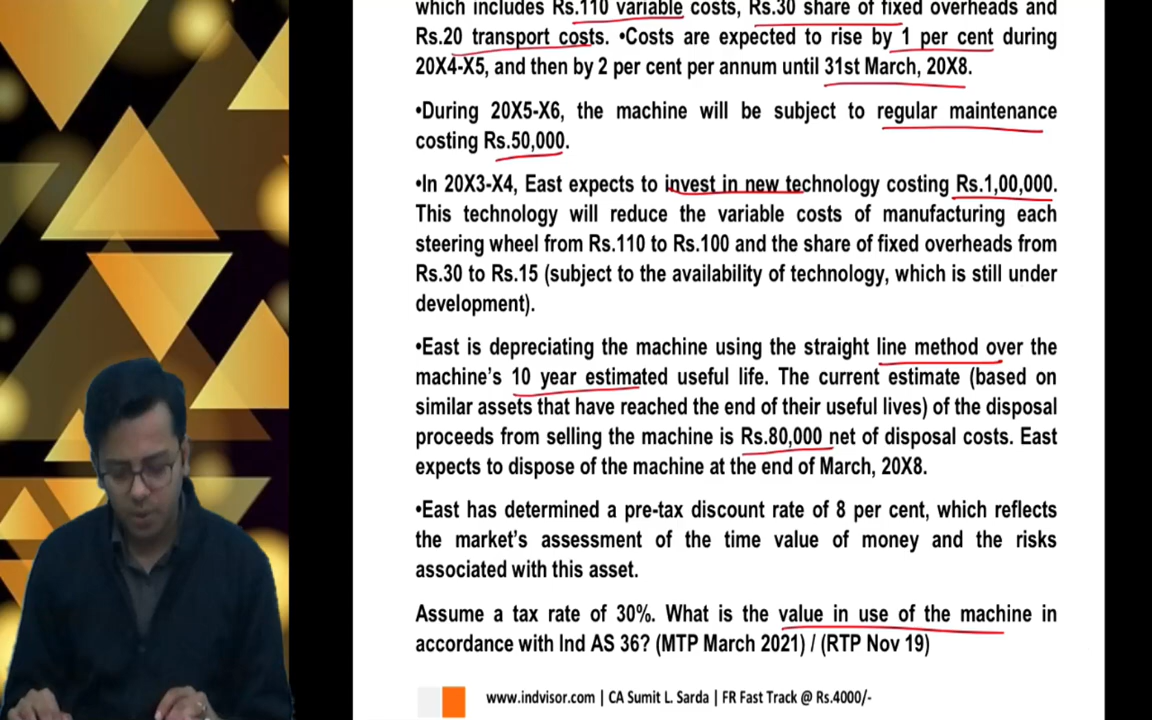 which includes Rs.110 variable costs, Rs.30 share of fixed overheads and
Rs.20 transport costs. •Costs are expected to rise by 1 per cent during
20X4-X5, and then by 2 per cent per annum until 31st March, 20X8.
•During 20X5-X6, the machine will be subject to regular maintenance
costing Rs.50,000.
•In 20X3-X4, East expects to invest in new technology costing Rs.1,00,000.
This technology will reduce the variable costs of manufacturing each
steering wheel from Rs.110 to Rs.100 and the share of fixed overheads from
Rs.30 to Rs.15 (subject to the availability of technology, which is still under
development).
•East is depreciating the machine using the straight line method over the
machine's 10 year estimated useful life. The current estimate (based on
similar assets that have reached the end of their useful lives) of the disposal
proceeds from selling the machine is Rs.80,000 net of disposal costs. East
expects to dispose of the machine at the end of March, 20X8.
•East has determined a pre-tax discount rate of 8 per cent, which reflects
the market's assessment of the time value of money and the risks
associated with this asset.
Assume a tax rate of 30%. What is the value in use of the machine in
accordance with Ind AS 36? (MTP March 2021) / (RTP Nov 19)
www.indvisor.com | CA Sumit L. Sarda | FR Fast Track @ Rs.4000/-